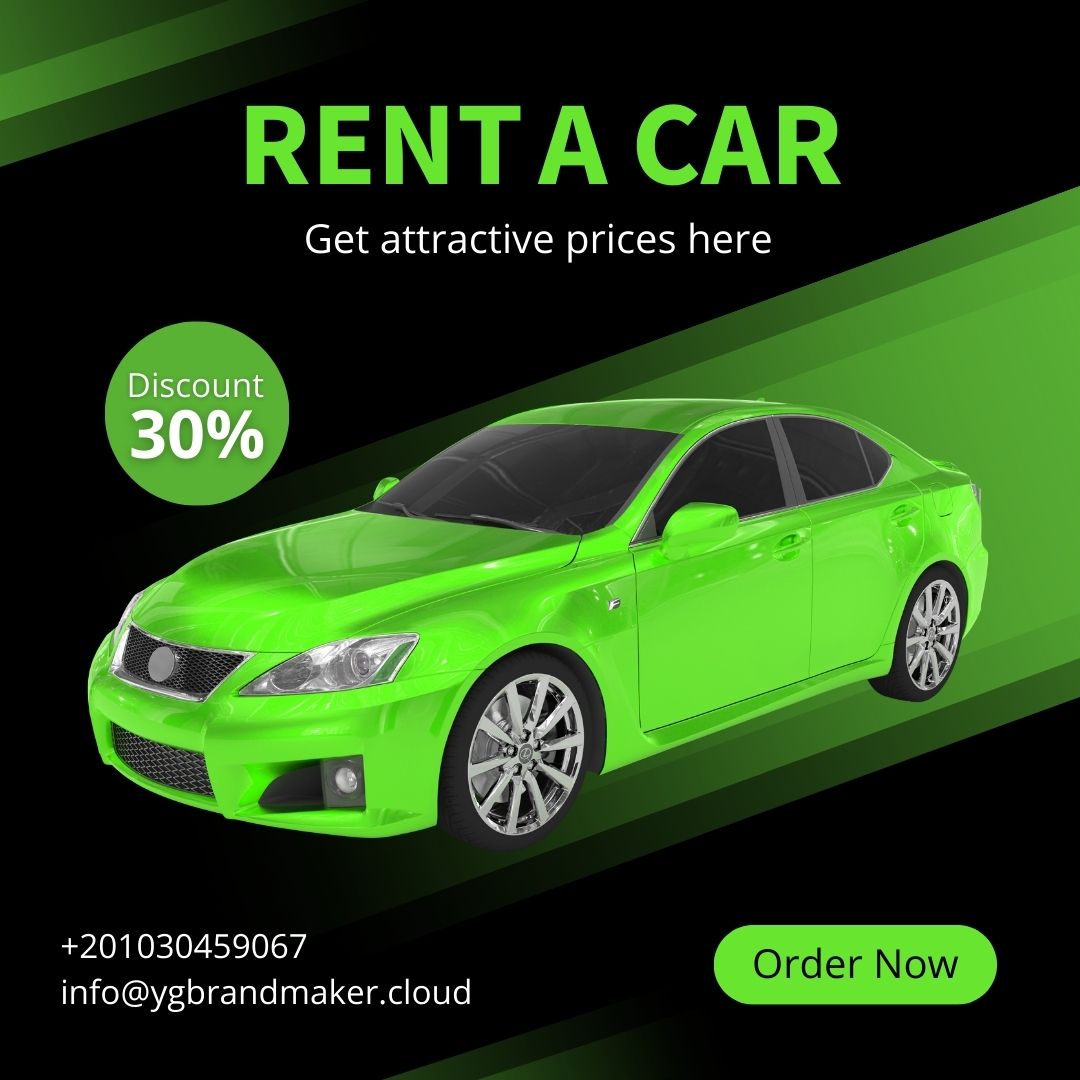 RENT A CAR
Get attractive prices here
Discount
30%
+201030459067
info@ygbrandmaker.cloud
Order Now